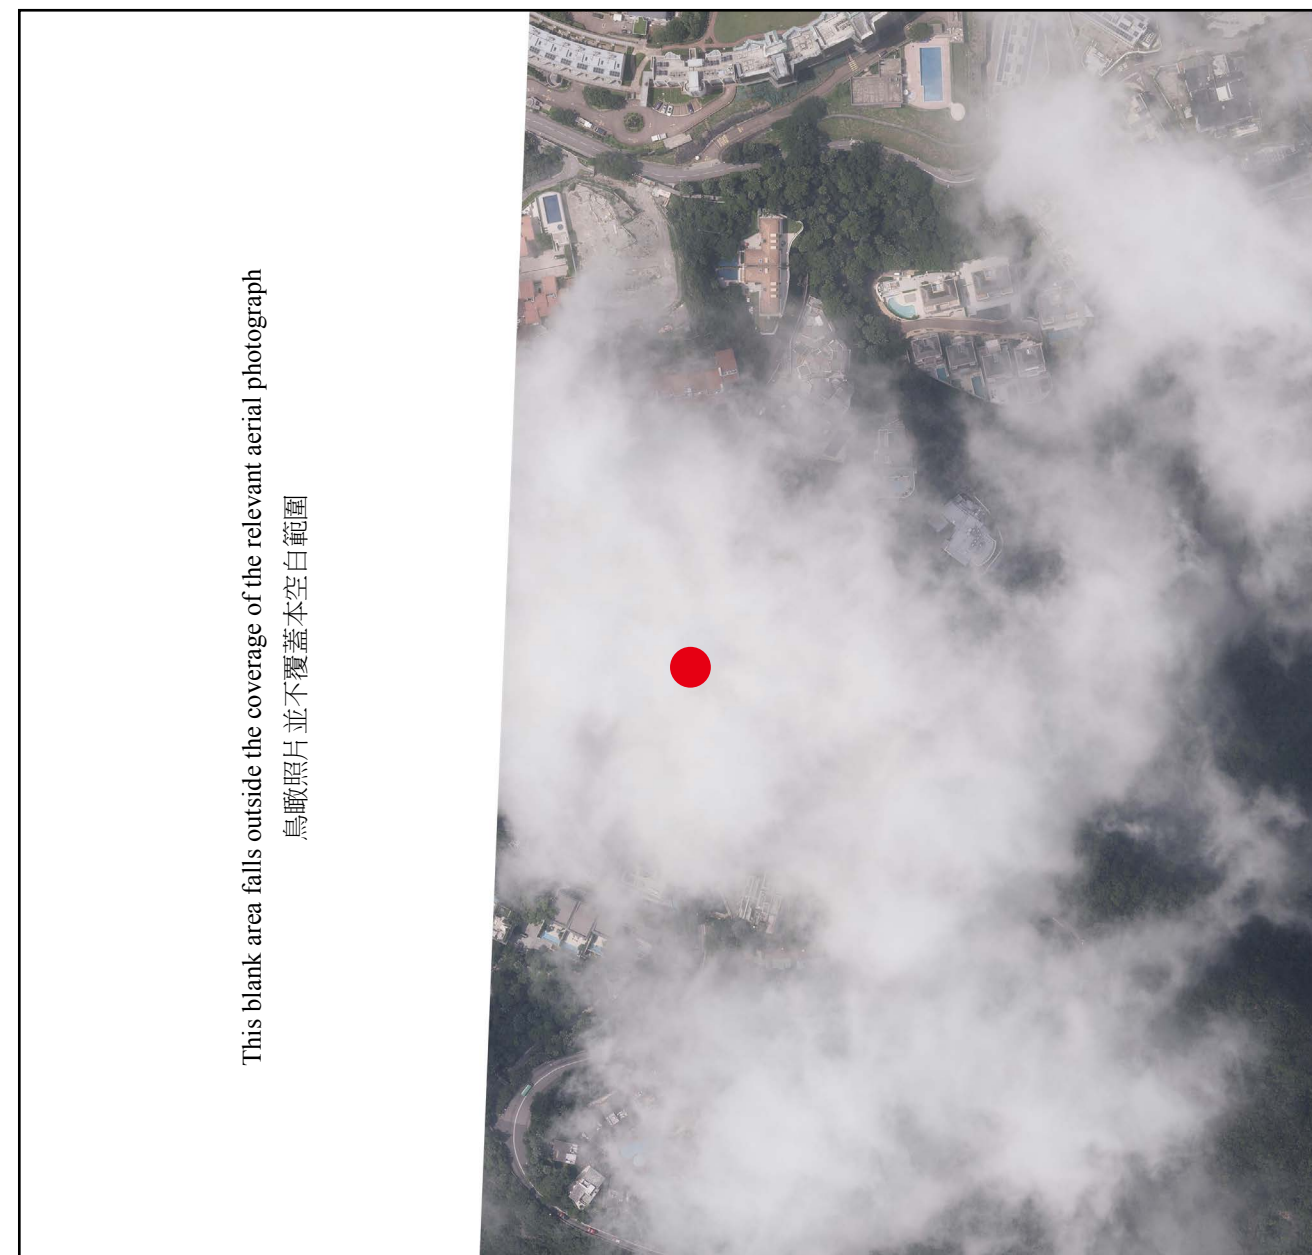 This blank area falls outside the coverage of the relevant aerial photograph
鳥瞰照片並不覆蓋本空白範圍